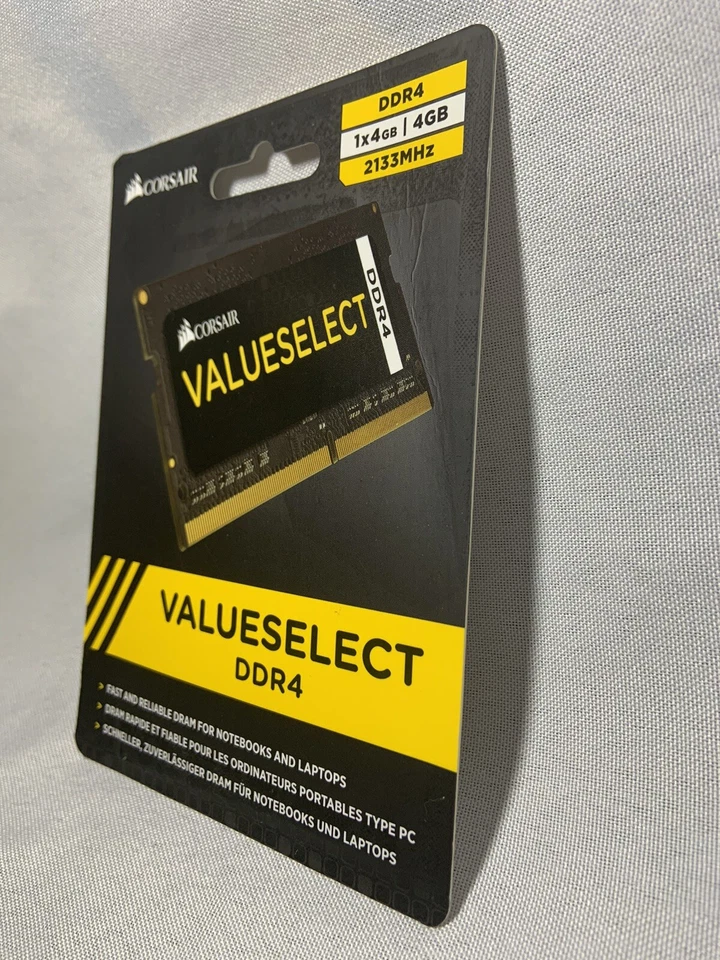 CORSAIR
DDR4
1x4GB | 4GB
2133MHz
CORSAIR
VALUESELECT
DDR4
VALUESELECT
DDR4
> FAST AND RELIABLE DRAM FOR NOTEBOOKS AND LAPTOPS
> DRAM RAPIDE ET FIABLE POUR LES ORDINATEURS PORTABLES TYPE PC
> SCHNELLER, ZUVERLÄSSIGER DRAM FÜR NOTEBOOKS UND LAPTOPS